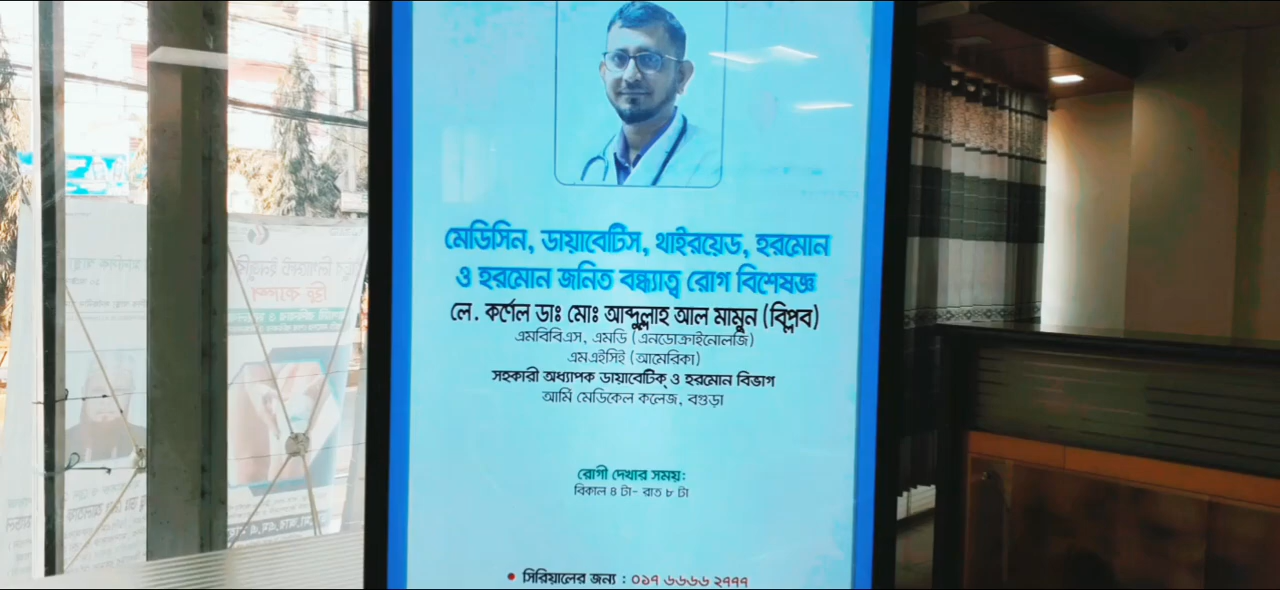 মেডিসিন, ডায়াবেটিস, থাইরয়েড, হরমোন
ও হরমোন জনিত বন্ধ্যাত্ব রোগ বিশেষজ্ঞ
লে. কর্ণেল ডাঃ মোঃ আব্দুল্লাহ আল মামুন (বিপ্লব)
এমবিবিএস, এমডি (এনডোক্রাইনোলজি)
এমএইসিই (আমেরিকা)
সহকারী অধ্যাপক ডায়াবেটিক্ ও হরমোন বিভাগ
আর্মি মেডিকেল কলেজ, বগুড়া
রোগী দেখার সময়:
বিকাল ৪ টা- রাত ৮ টা
• সিরিয়ালের জন্য : ০১৭ ৬৬৬৬ ২৭৭৭